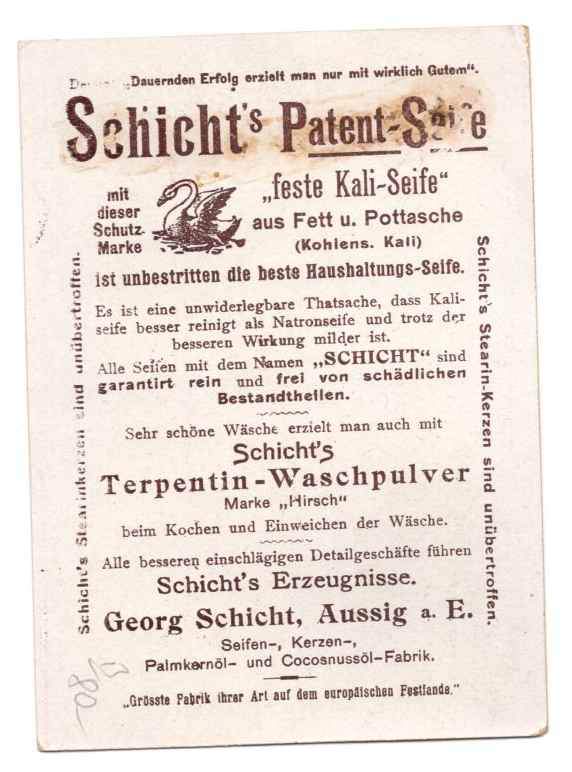 „Dauernden Erfolg erzielt man nur mit wirklich Gutem“.
Schicht's Patent-Seife
mit
dieser
Schutz-
Marke
„feste Kali-Seife“
aus Fett u. Pottasche
(Kohlens. Kali)
ist unbestritten die beste Haushaltungs-Seife.
Es ist eine unwiderlegbare Thatsache, dass Kali-
seife besser reinigt als Natronseife und trotz der
besseren Wirkung milder ist.
Alle Seifen mit dem Namen „SCHICHT“ sind
garantirt rein und frei von schädlichen
Bestandtheilen.
Sehr schöne Wäsche erzielt man auch mit
Schicht's
Terpentin-Waschpulver
Marke „Hirsch“
beim Kochen und Einweichen der Wäsche.
Alle besseren einschlägigen Detailgeschäfte führen
Schicht's Erzeugnisse.
Georg Schicht, Aussig a. E.
Seifen-, Kerzen-,
Palmkernöl- und Cocosnussöl-Fabrik.
„Grösste Fabrik ihrer Art auf dem europäischen Festlande.“
Schicht's Stearinkerzen sind unübertroffen.
Schicht's Stearin-Kerzen sind unübertroffen.